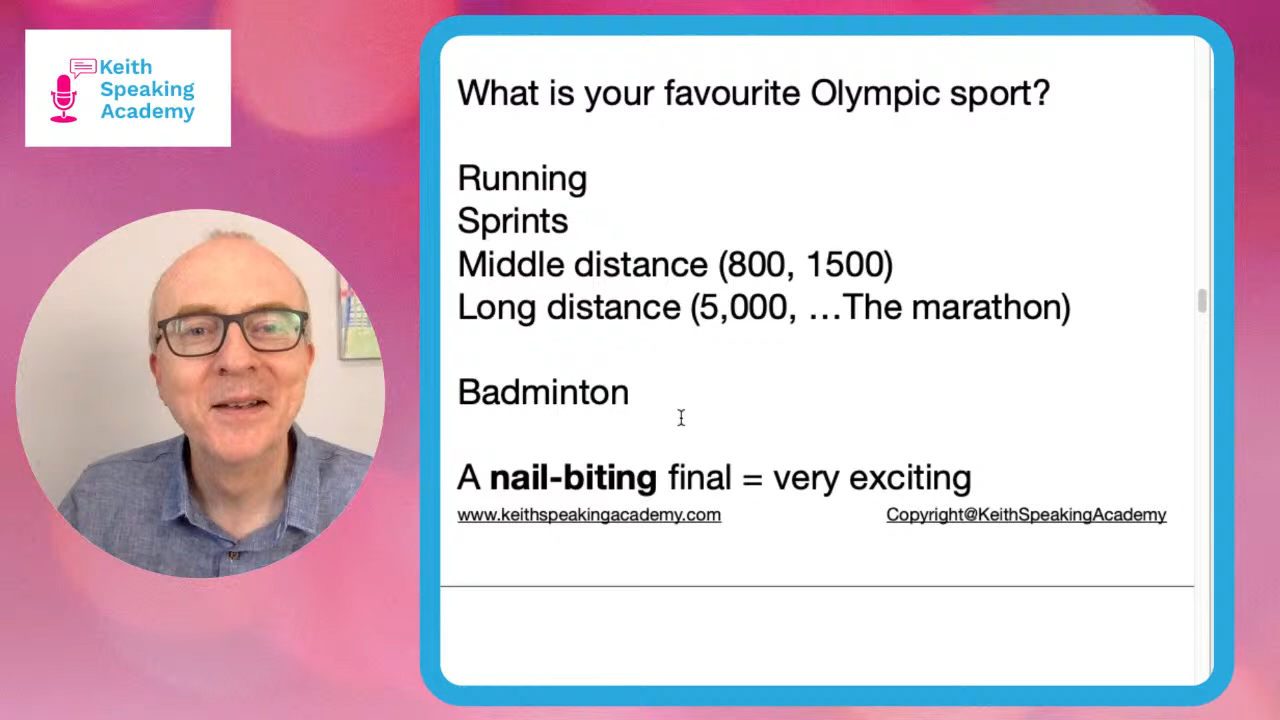 Keith
Speaking
Academy
What is your favourite Olympic sport?
Running
Sprints
Middle distance (800, 1500)
Long distance (5,000, …The marathon)
Badminton
A nail-biting final = very exciting
www.keithspeakingacademy.com
Copyright@KeithSpeakingAcademy